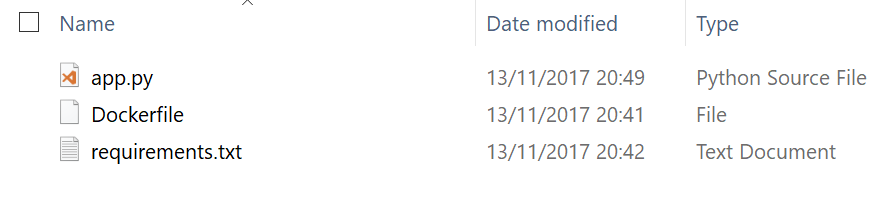 Name Date modified Type
app.py 13/11/2017 20:49 Python Source File
Dockerfile 13/11/2017 20:41 File
requirements.txt 13/11/2017 20:42 Text Document